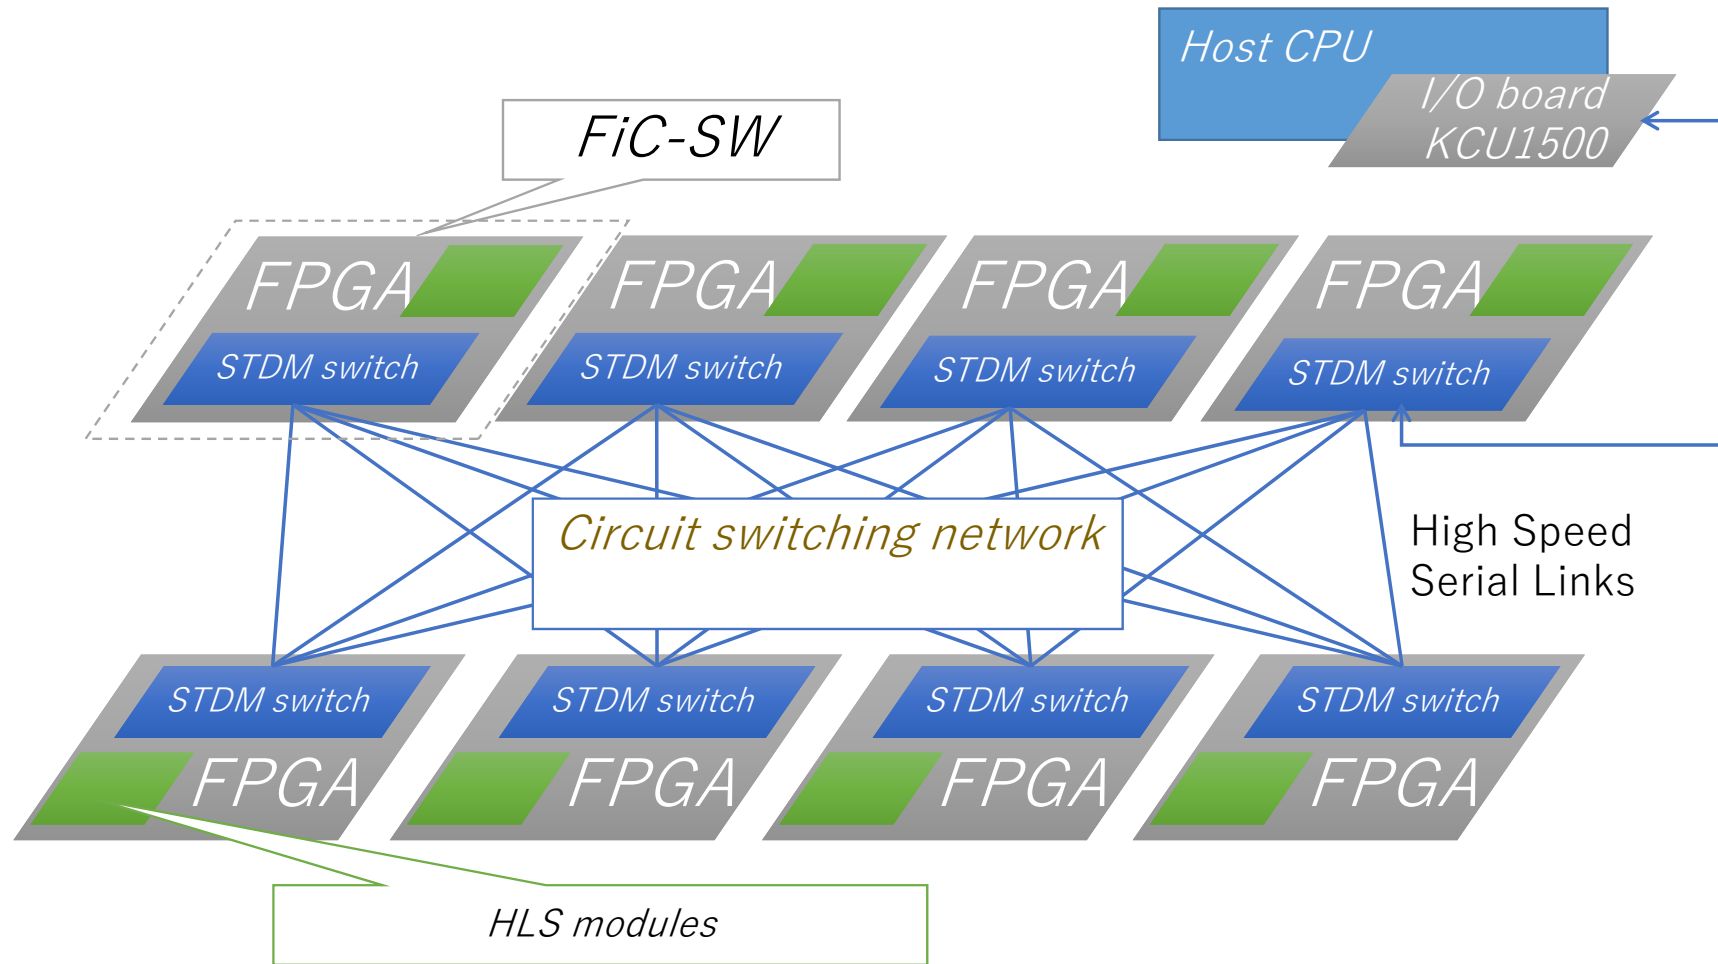 Host CPU
I/O board
KCU1500
FiC-SW
FPGA
FPGA
FPGA
FPGA
STDM switch
STDM switch
STDM switch
STDM switch
Circuit switching network
High Speed
Serial Links
STDM switch
STDM switch
STDM switch
STDM switch
FPGA
FPGA
FPGA
FPGA
HLS modules